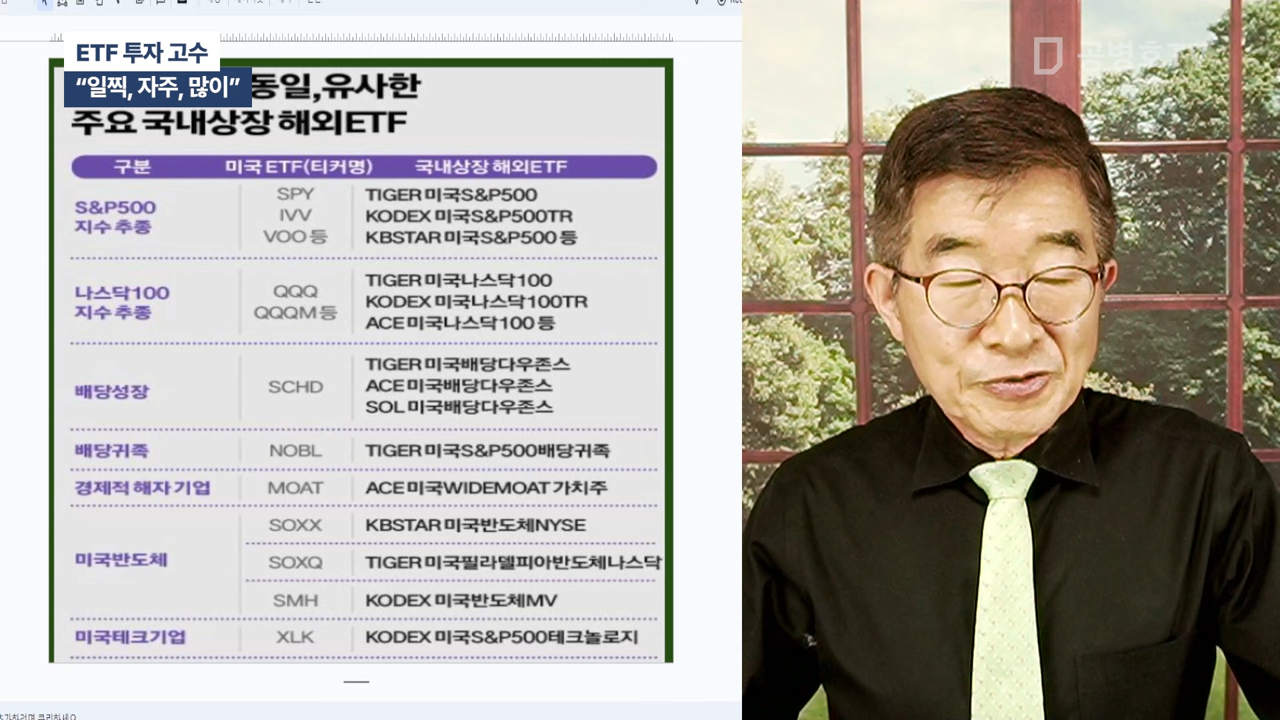 ETF 투자 고수
“일찍, 자주, 많이”
동일,유사한
주요 국내상장 해외ETF
구분 미국 ETF(티커명) 국내상장 해외ETF
S&P500
지수 추종
SPY
IVV
VOO 등
TIGER 미국S&P500
KODEX 미국S&P500TR
KBSTAR 미국S&P500 등
나스닥100
지수 추종
QQQ
QQQM 등
TIGER 미국나스닥100
KODEX 미국나스닥100TR
ACE 미국나스닥100 등
배당성장
SCHD
TIGER 미국배당다우존스
ACE 미국배당다우존스
SOL 미국배당다우존스
배당귀족 NOBL TIGER 미국S&P500배당귀족
경제적 해자 기업 MOAT ACE 미국WIDEMOAT 가치주
미국반도체
SOXX KBSTAR 미국반도체NYSE
SOXQ TIGER 미국필라델피아반도체나스닥
SMH KODEX 미국반도체MV
미국테크기업 XLK KODEX 미국S&P500테크놀로지
공병호TV